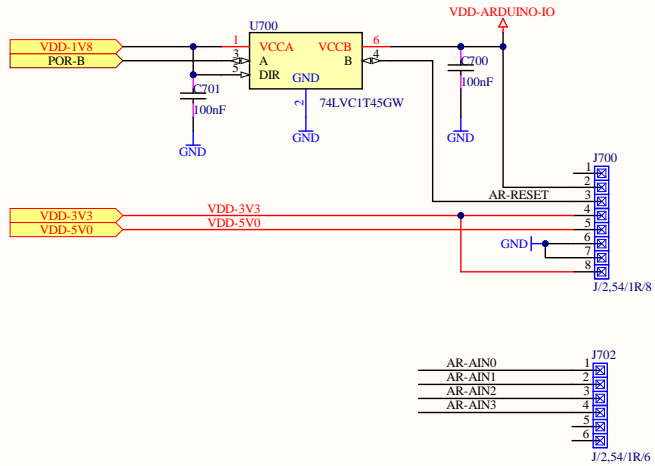 VDD-ARDUINO-IO
U700
VDD-1V8
1
VCCA
VCCB
6
POR-B
3
A
B
4
5
DIR
GND
C701
100nF
2
74LVC1T45GW
C700
100nF
GND
GND
GND
J700
1
2
AR-RESET
3
VDD-3V3
VDD-3V3
4
VDD-5V0
VDD-5V0
5
GND
6
7
8
J/2,54/1R/8
J702
AR-AIN0
1
AR-AIN1
2
AR-AIN2
3
AR-AIN3
4
5
6
J/2,54/1R/6